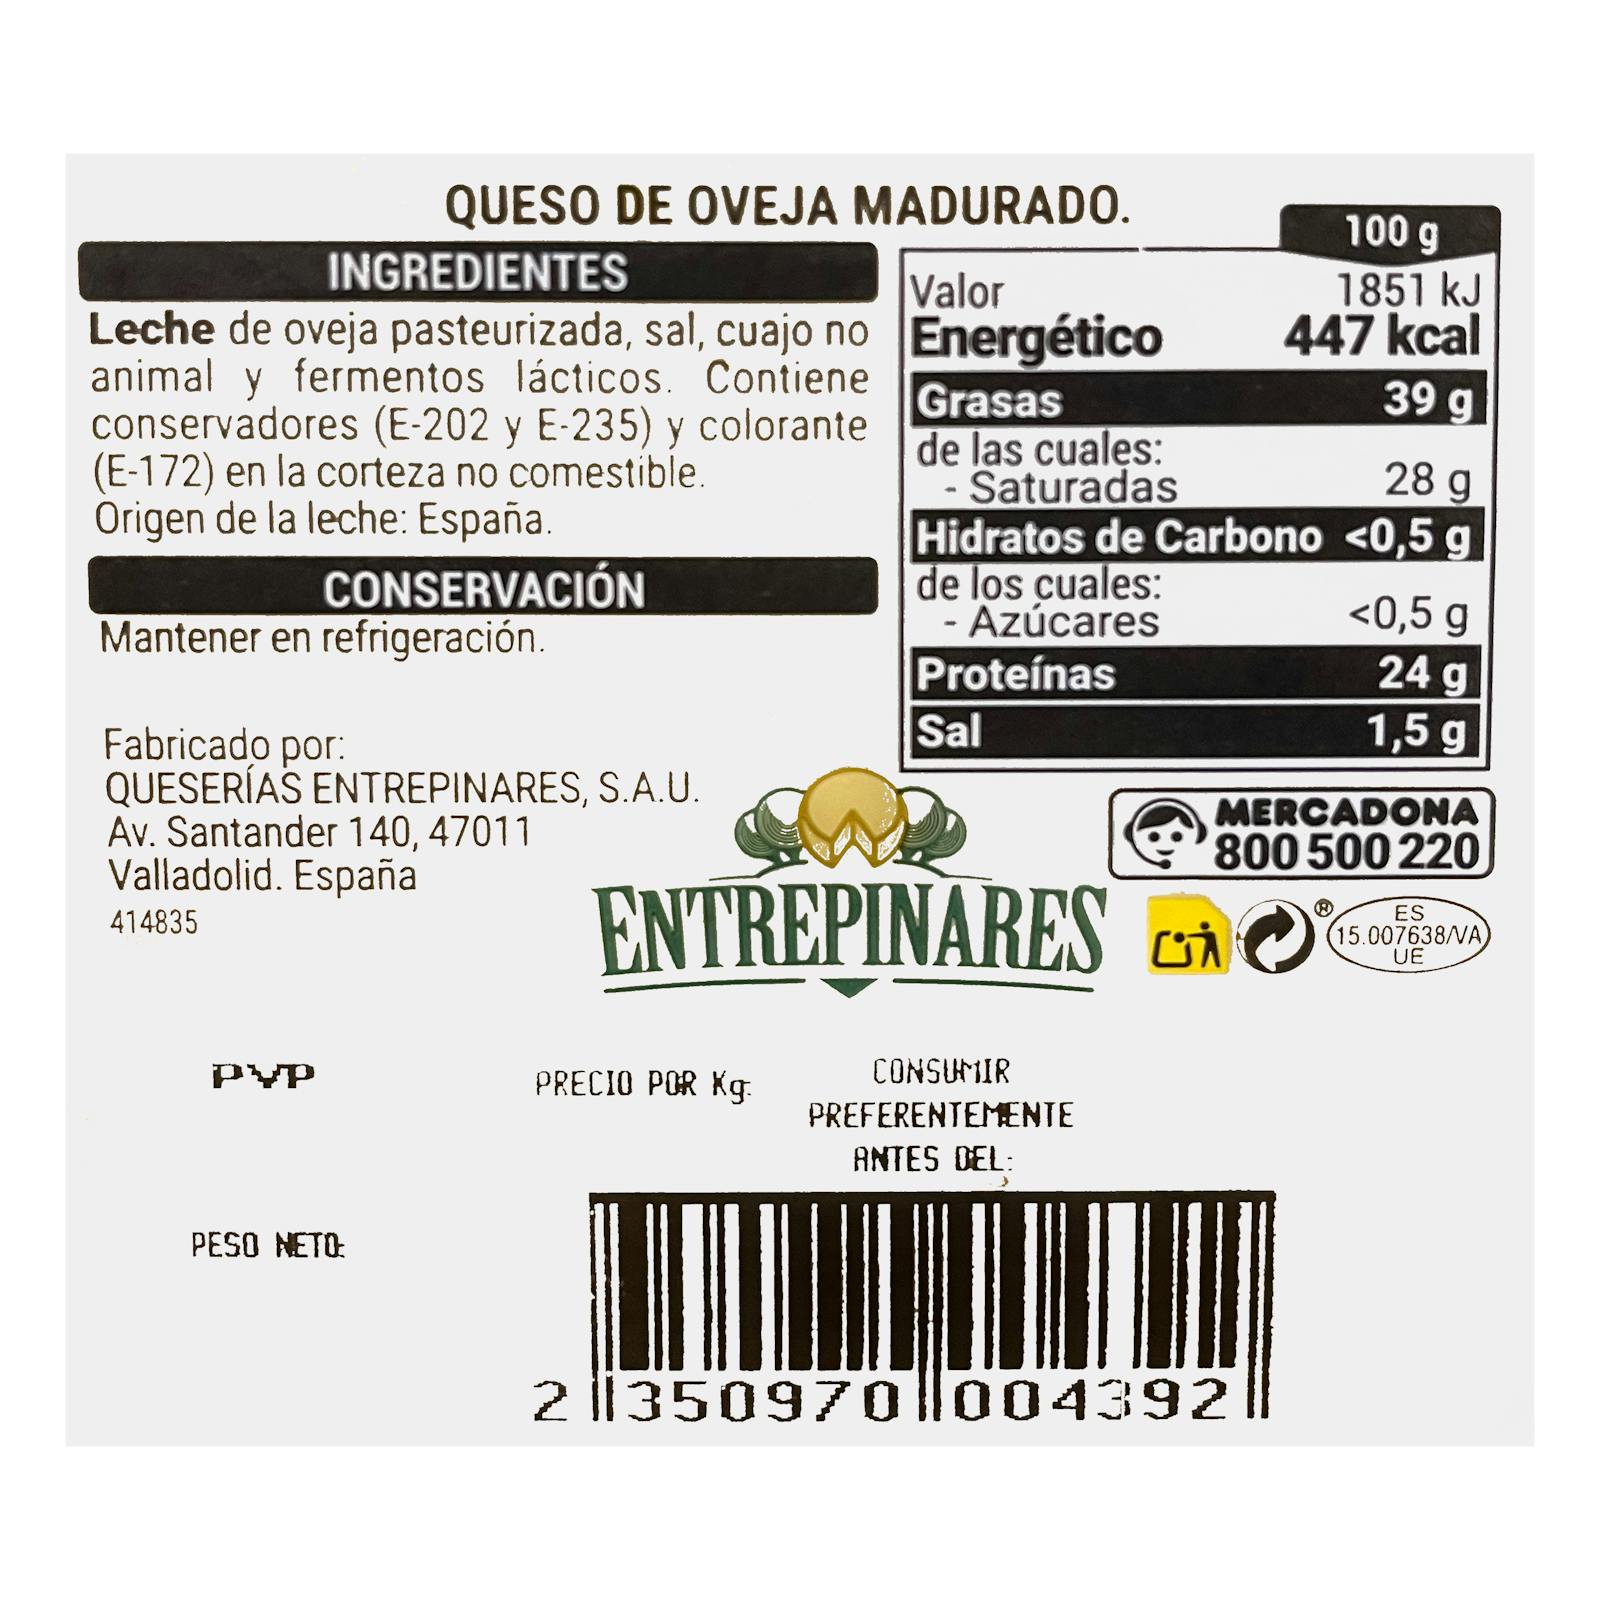 QUESO DE OVEJA MADURADO.
INGREDIENTES
Leche de oveja pasteurizada, sal, cuajo no
animal y fermentos lácticos. Contiene
conservadores (E-202 y E-235) y colorante
(E-172) en la corteza no comestible.
Origen de la leche: España.
CONSERVACIÓN
Mantener en refrigeración.
Fabricado por:
QUESERÍAS ENTREPINARES, S.A.U.
Av. Santander 140, 47011
Valladolid. España
414835
100 g
Valor 1851 kJ
Energético 447 kcal
Grasas 39 g
de las cuales:
- Saturadas 28 g
Hidratos de Carbono <0,5 g
de los cuales:
- Azúcares <0,5 g
Proteínas 24 g
Sal 1,5 g
MERCADONA
800 500 220
ENTREPINARES
®
ES
15.007638/VA
UE
PVP
PRECIO POR Kg:
CONSUMIR
PREFERENTEMENTE
ANTES DEL:
PESO NETO:
2 350970 004392